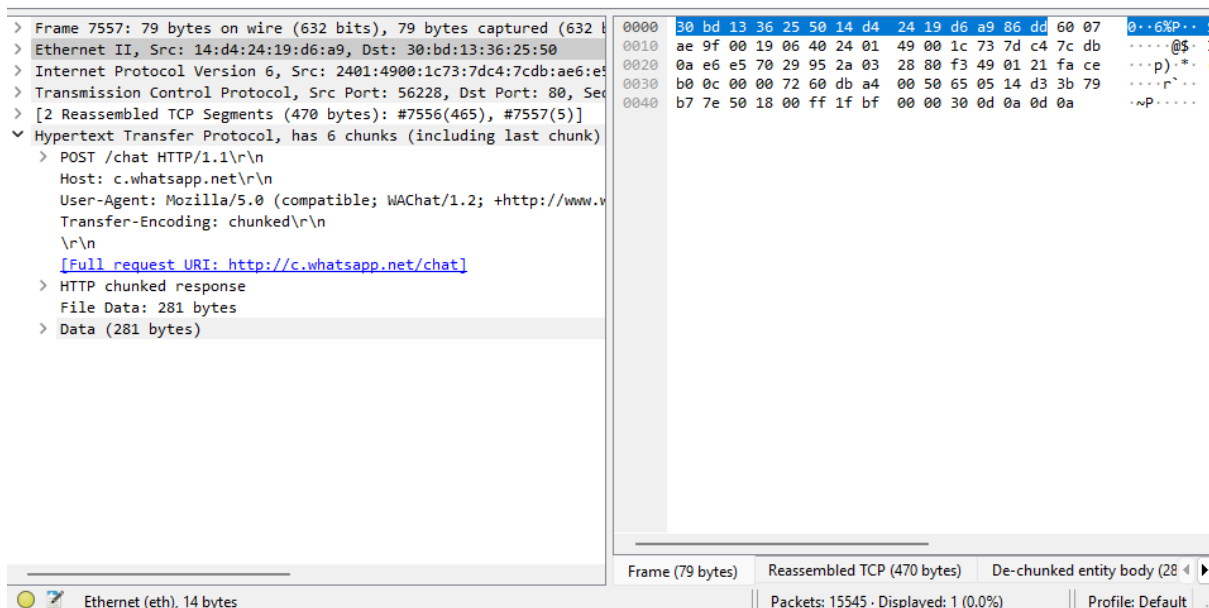 Frame 7557: 79 bytes on wire (632 bits), 79 bytes captured (632 b
Ethernet II, Src: 14:d4:24:19:d6:a9, Dst: 30:bd:13:36:25:50
Internet Protocol Version 6, Src: 2401:4900:1c73:7dc4:7cdb:ae6:e5
Transmission Control Protocol, Src Port: 56228, Dst Port: 80, Seq
[2 Reassembled TCP Segments (470 bytes): #7556(465), #7557(5)]
Hypertext Transfer Protocol, has 6 chunks (including last chunk)
POST /chat HTTP/1.1\r\n
Host: c.whatsapp.net\r\n
User-Agent: Mozilla/5.0 (compatible; WAChat/1.2; +http://www.w
Transfer-Encoding: chunked\r\n
\r\n
[Full request URI: http://c.whatsapp.net/chat]
HTTP chunked response
File Data: 281 bytes
Data (281 bytes)
0000 30 bd 13 36 25 50 14 d4 24 19 d6 a9 86 dd 60 07 0··6%P··
0010 ae 9f 00 19 06 40 24 01 49 00 1c 73 7d c4 7c db ·····@$·
0020 0a e6 e5 70 29 95 2a 03 28 80 f3 49 01 21 fa ce ···p)·*·
0030 b0 0c 00 00 72 60 db a4 00 50 65 05 14 d3 3b 79 ····r`··
0040 b7 7e 50 18 00 ff 1f bf 00 00 30 0d 0a 0d 0a ·~P·····
Frame (79 bytes) Reassembled TCP (470 bytes) De-chunked entity body (28
Ethernet (eth), 14 bytes Packets: 15545 · Displayed: 1 (0.0%) Profile: Default